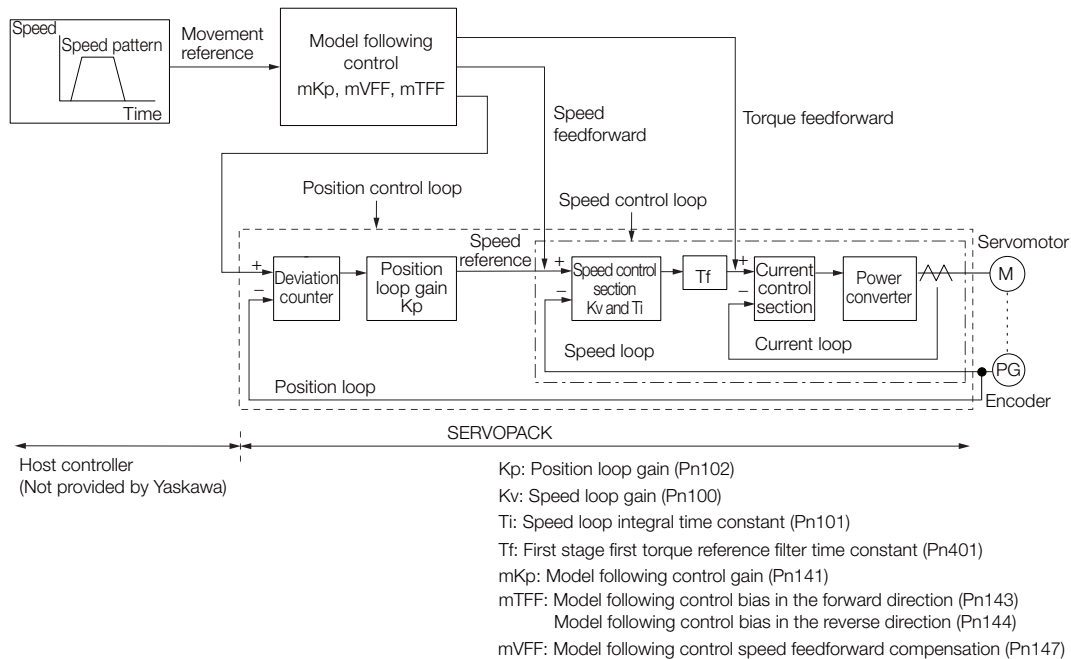 Speed
Speed pattern
Time
Movement
reference
Model following
control
mKp, mVFF, mTFF
Speed
feedforward
Torque feedforward
Position control loop
Speed control loop
Speed
reference
Servomotor
+
−
Deviation
counter
Position
loop gain
Kp
+
−
Speed control
section
Kv and Ti
Tf
+
−
Current
control
section
Power
converter
M
Current loop
Speed loop
PG
Position loop
Encoder
SERVOPACK
Host controller
(Not provided by Yaskawa)
Kp: Position loop gain (Pn102)
Kv: Speed loop gain (Pn100)
Ti: Speed loop integral time constant (Pn101)
Tf: First stage first torque reference filter time constant (Pn401)
mKp: Model following control gain (Pn141)
mTFF: Model following control bias in the forward direction (Pn143)
Model following control bias in the reverse direction (Pn144)
mVFF: Model following control speed feedforward compensation (Pn147)